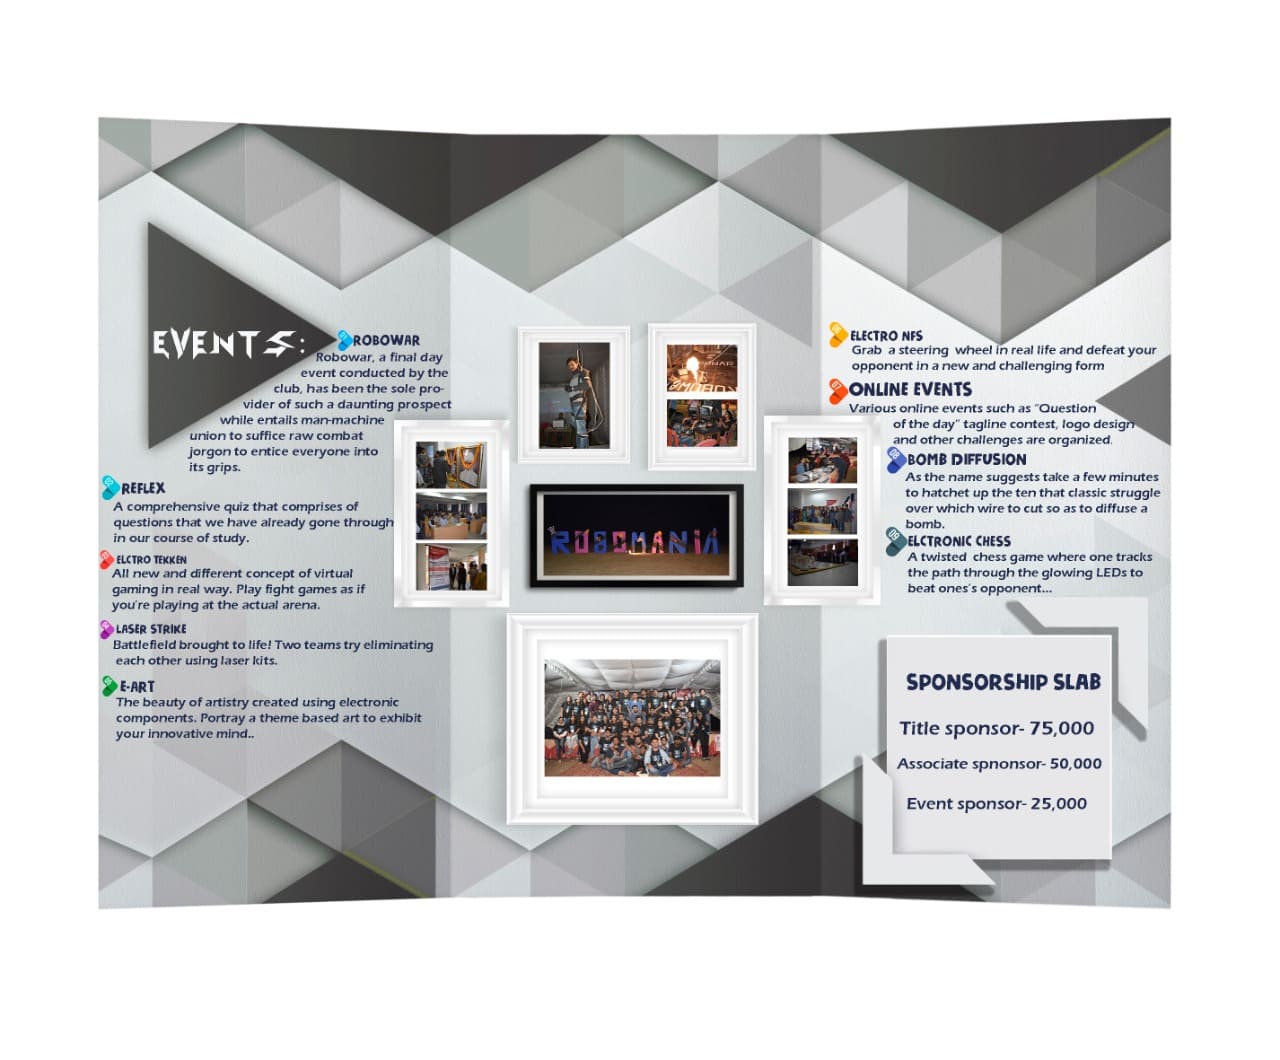 EVENTS:
ROBOWAR
Robowar, a final day
event conducted by the
club, has been the sole pro-
vider of such a daunting prospect
while entails man-machine
union to suffice raw combat
jorgon to entice everyone into
its grips.
REFLEX
A comprehensive quiz that comprises of
questions that we have already gone through
in our course of study.
ELCTRO TEKKEN
All new and different concept of virtual
gaming in real way. Play fight games as if
you're playing at the actual arena.
LASER STRIKE
Battlefield brought to life! Two teams try eliminating
each other using laser kits.
E-ART
The beauty of artistry created using electronic
components. Portray a theme based art to exhibit
your innovative mind..
ROBOMANIA
ELECTRO NFS
Grab a steering wheel in real life and defeat your
opponent in a new and challenging form
07
ONLINE EVENTS
Various online events such as "Question
of the day" tagline contest, logo design
and other challenges are organized.
08
BOMB DIFFUSION
As the name suggests take a few minutes
to hatchet up the ten that classic struggle
over which wire to cut so as to diffuse a
bomb.
09
ELCTRONIC CHESS
A twisted chess game where one tracks
the path through the glowing LEDs to
beat ones's opponent...
SPONSORSHIP SLAB
Title sponsor- 75,000
Associate spnonsor- 50,000
Event sponsor- 25,000